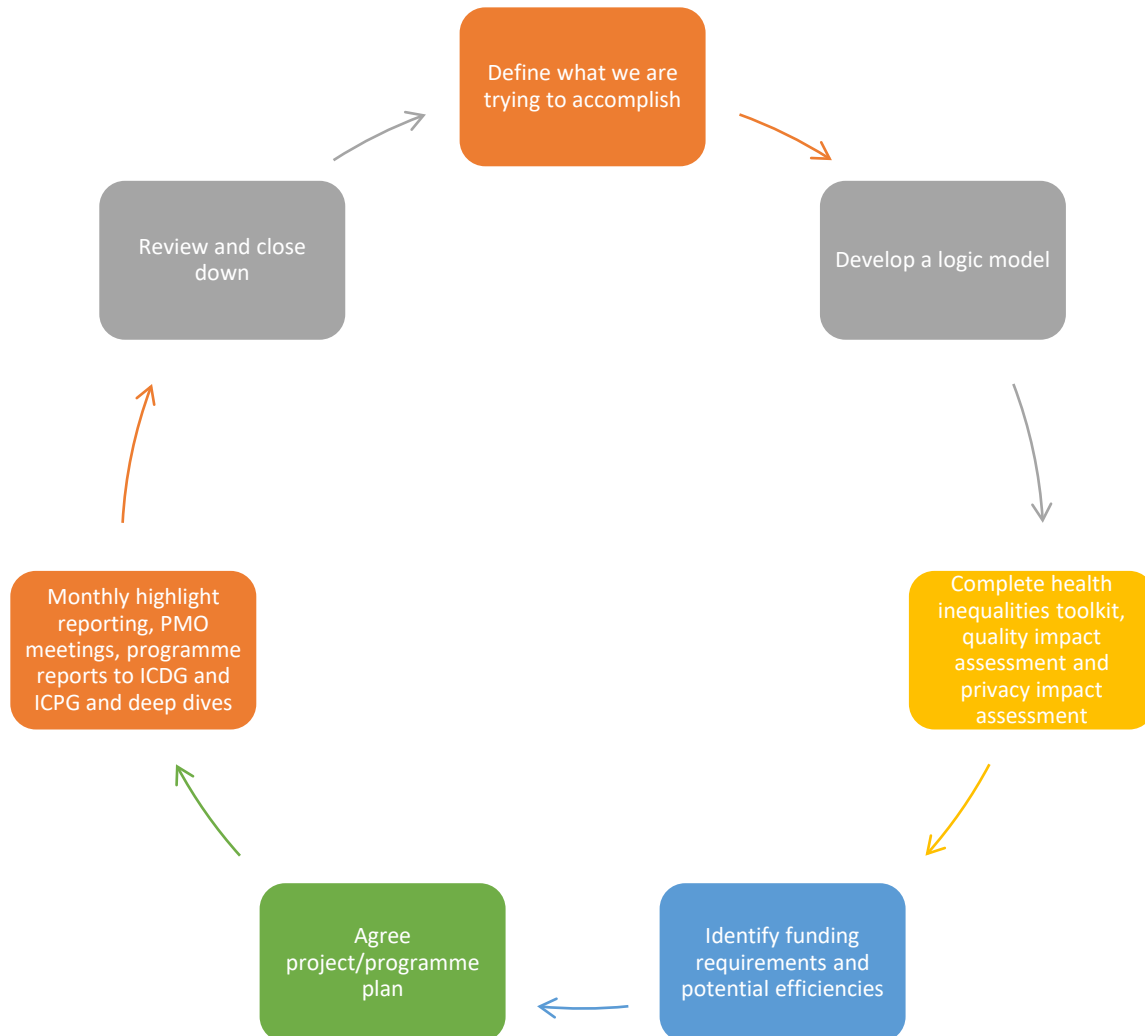 Define what we are
trying to accomplish
Develop a logic model
Complete health
inequalities toolkit,
quality impact
assessment and
privacy impact
assessment
Identify funding
requirements and
potential efficiencies
Agree
project/programme
plan
Monthly highlight
reporting, PMO
meetings, programme
reports to ICDG and
ICPG and deep dives
Review and close
down